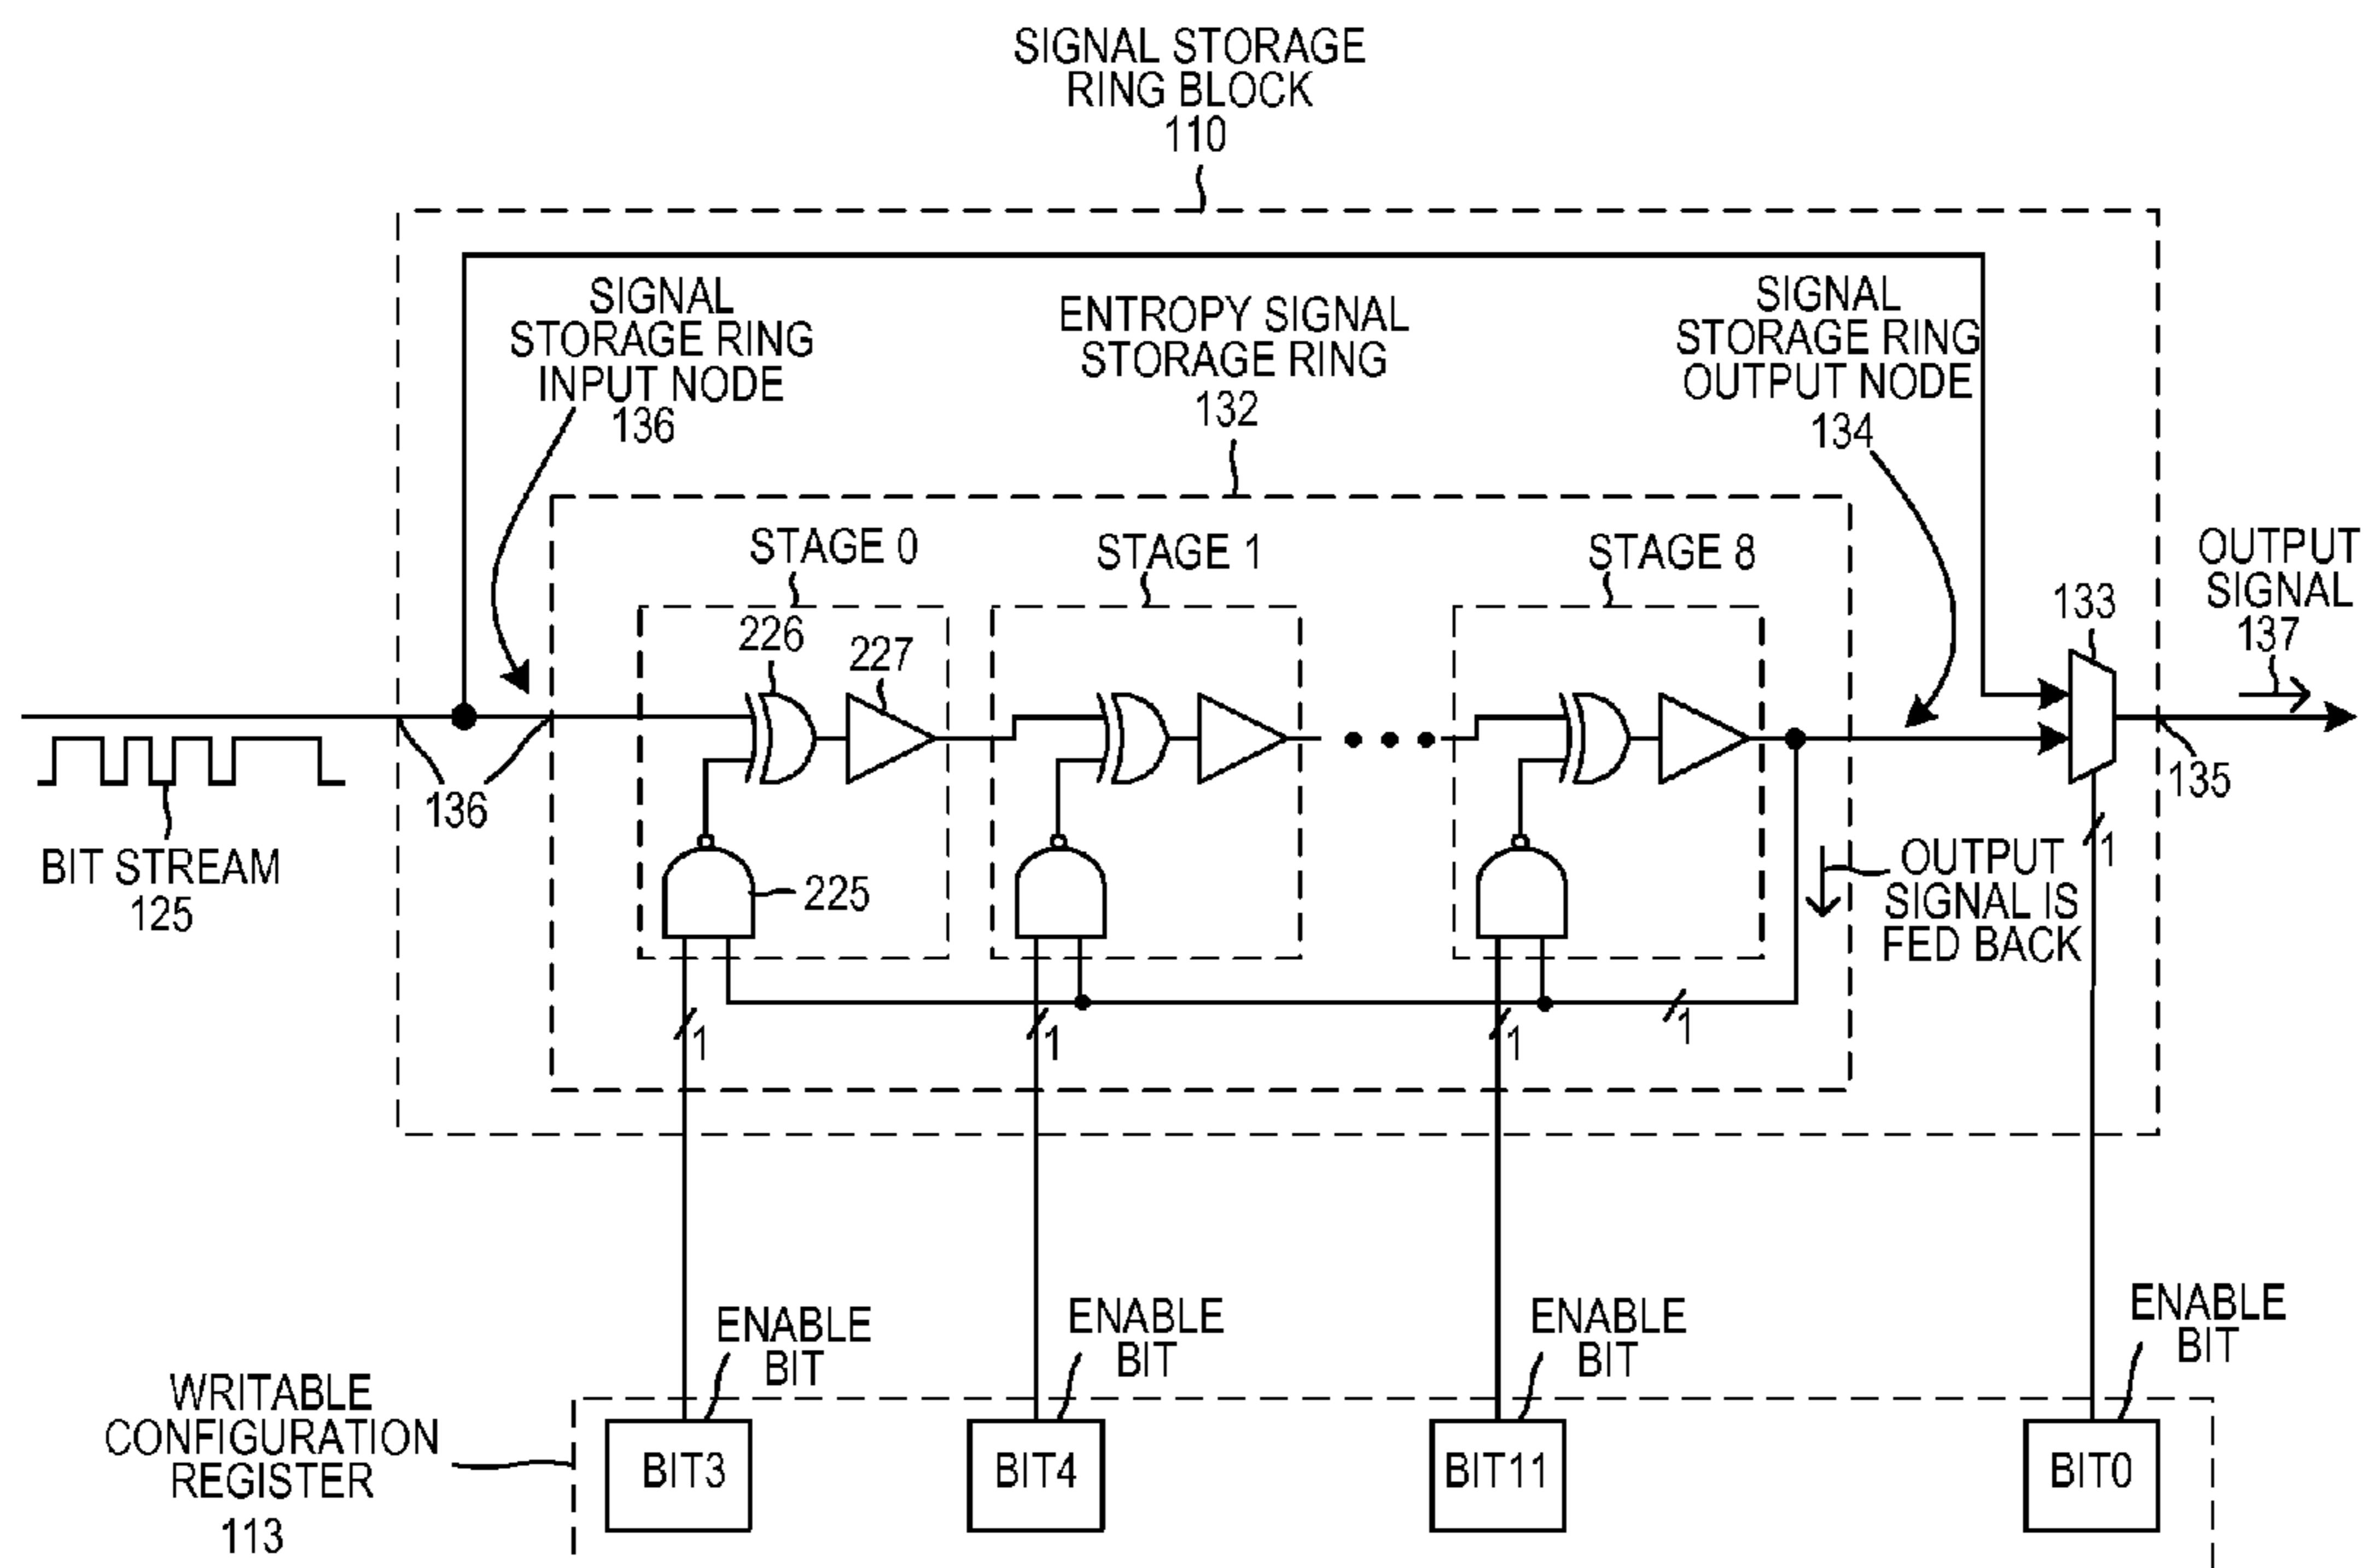 SIGNAL STORAGE
RING BLOCK
110
SIGNAL
STORAGE RING
INPUT NODE
136
ENTROPY SIGNAL
STORAGE RING
132
SIGNAL
STORAGE RING
OUTPUT NODE
134
STAGE 0
STAGE 1
STAGE 8
226
227
133
OUTPUT
SIGNAL
137
136
135
BIT STREAM
125
225
1
OUTPUT
SIGNAL IS
FED BACK
1
1
1
1
ENABLE
BIT
ENABLE
BIT
ENABLE
BIT
ENABLE
BIT
WRITABLE
CONFIGURATION
REGISTER
113
BIT3
BIT4
BIT11
BIT0